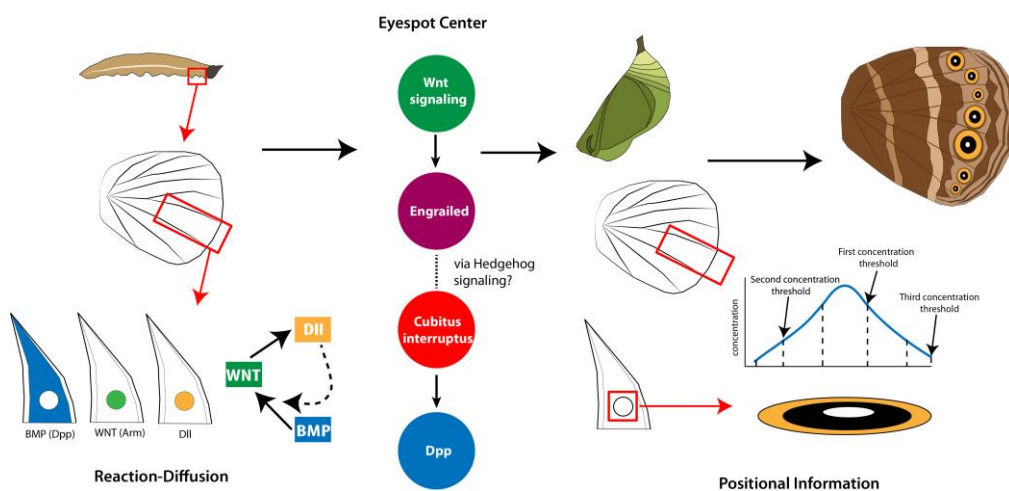 Eyespot Center
Wnt
signaling
Engrailed
via Hedgehog
signaling?
Cubitus
interruptus
Dpp
BMP (Dpp)
WNT (Arm)
Dll
Dll
WNT
BMP
Reaction-Diffusion
First concentration
threshold
Second concentration
threshold
Third concentration
threshold
concentration
Positional Information